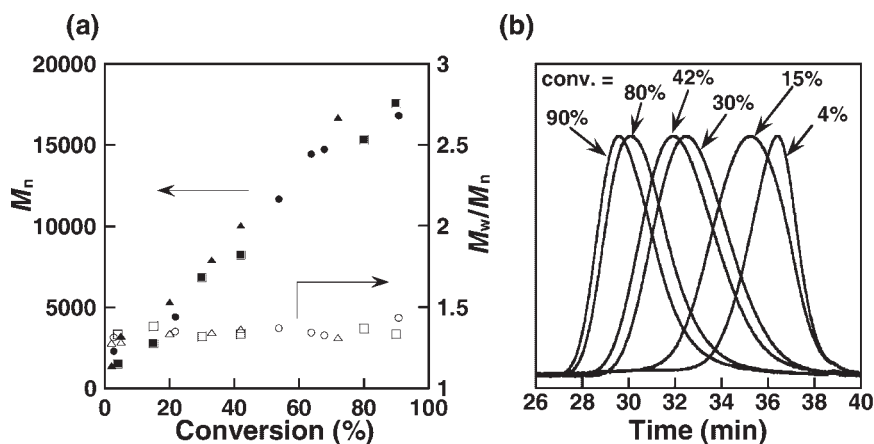 (a)
20000
15000
10000
5000
0
Mn
0 20 40 60 80 100
Conversion (%)
3
2.5
2
1.5
1
Mw/Mn
(b)
conv. =
90%
80%
42%
30%
15%
4%
26 30 32 34 36 38 40
Time (min)